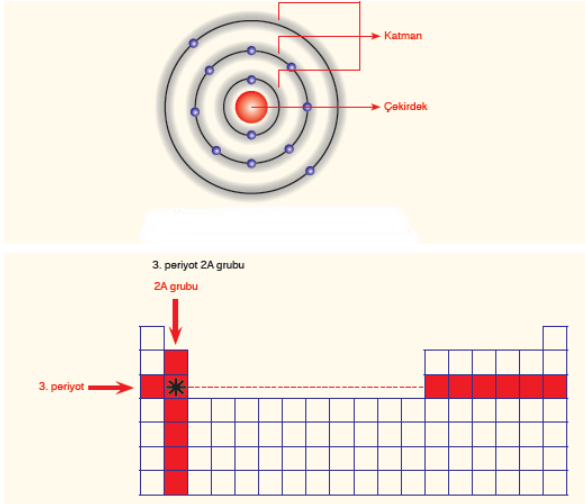 Katman
Çekirdek
3. periyot 2A grubu
2A grubu
3. periyot